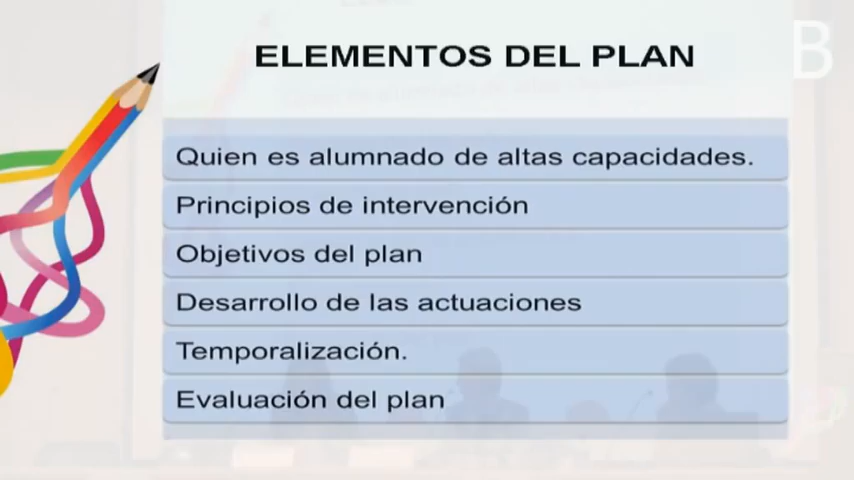 ELEMENTOS DEL PLAN
B
Quien es alumnado de altas capacidades.
Principios de intervención
Objetivos del plan
Desarrollo de las actuaciones
Temporalización.
Evaluación del plan